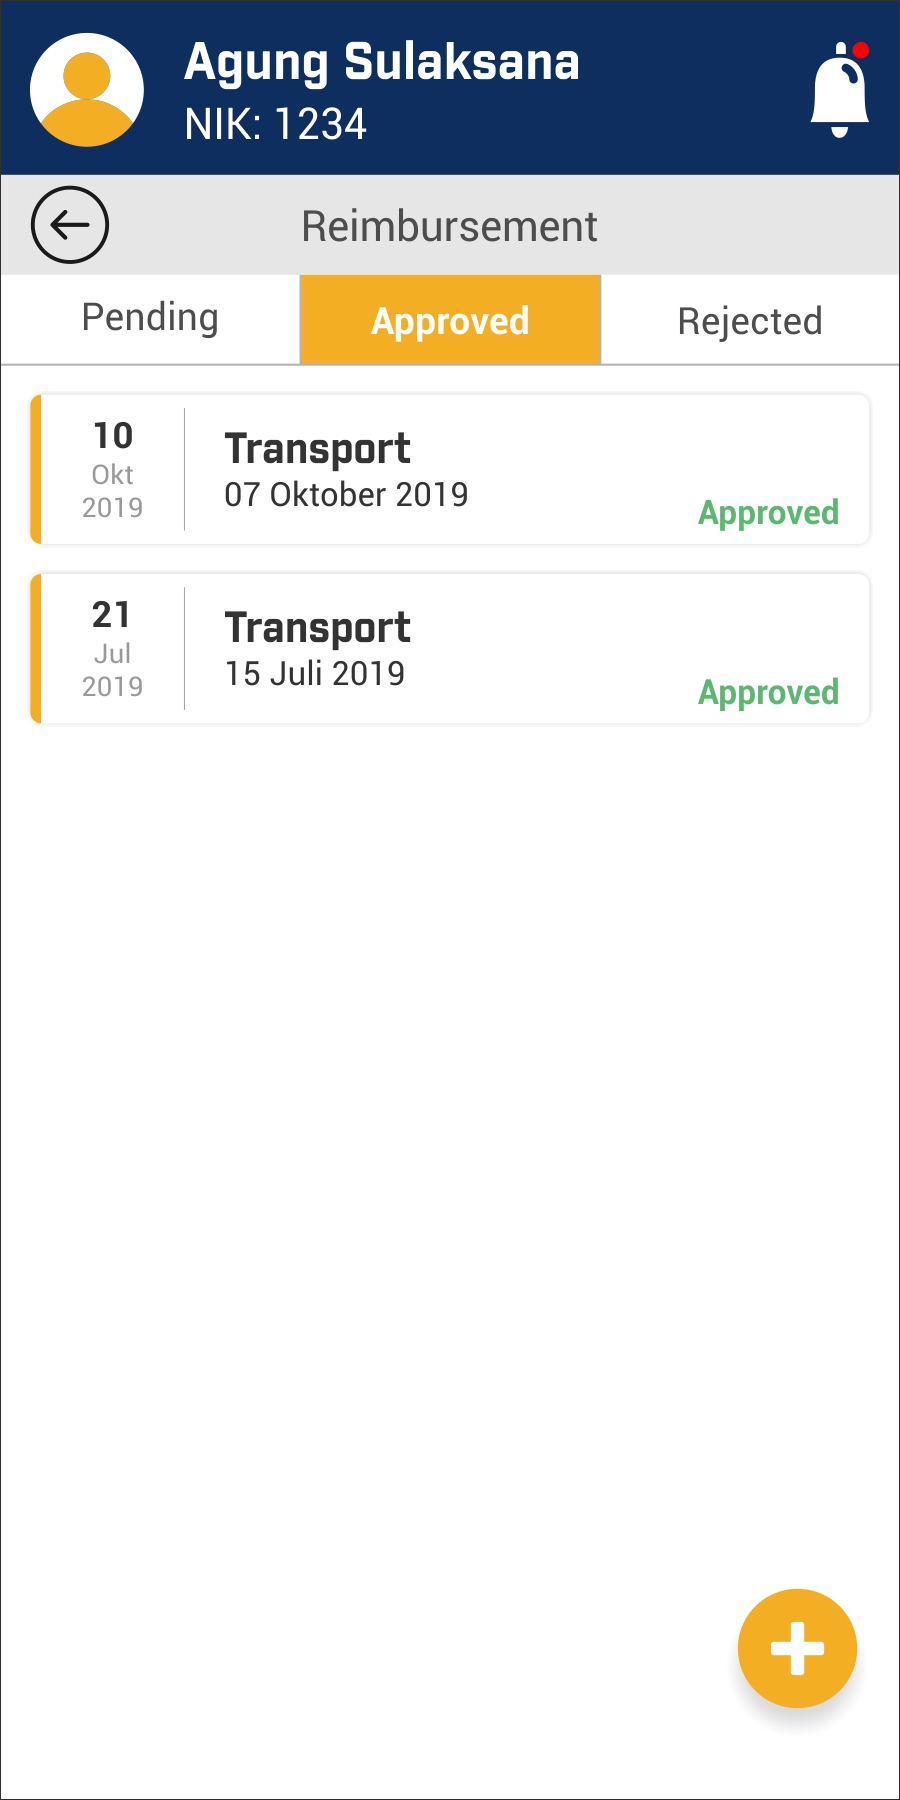 Agung Sulaksana
NIK: 1234
Reimbursement
Pending
Approved
Rejected
10
Okt
2019
Transport
07 Oktober 2019
Approved
21
Jul
2019
Transport
15 Juli 2019
Approved